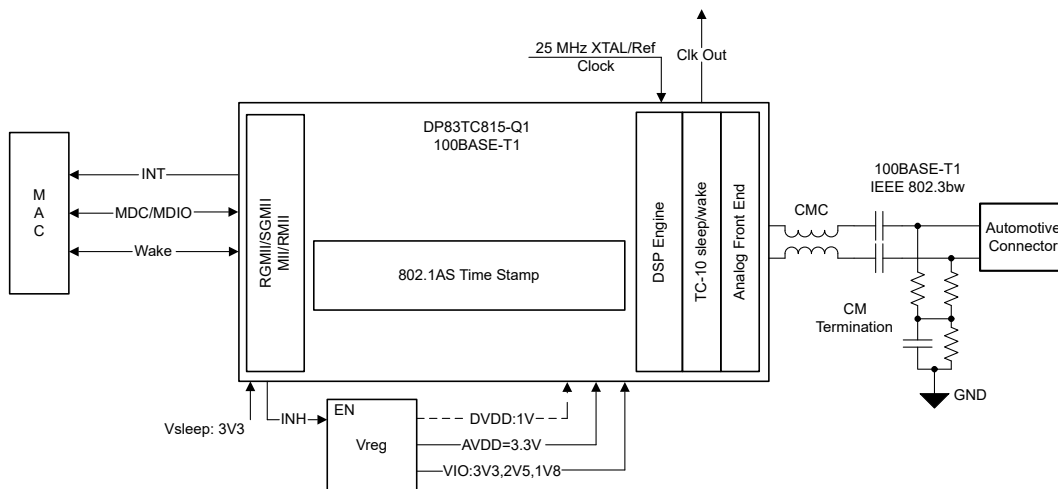 25 MHz XTAL/Ref
Clock
Clk Out
DP83TC815-Q1
100BASE-T1
MAC
INT
MDC/MDIO
Wake
RGMII/SGMII
MII/RMII
802.1AS Time Stamp
DSP Engine
TC-10 sleep/wake
Analog Front End
CMC
100BASE-T1
IEEE 802.3bw
Automotive
Connector
CM
Termination
GND
Vsleep: 3V3
INH
EN
Vreg
DVDD:1V
AVDD=3.3V
VIO:3V3,2V5,1V8